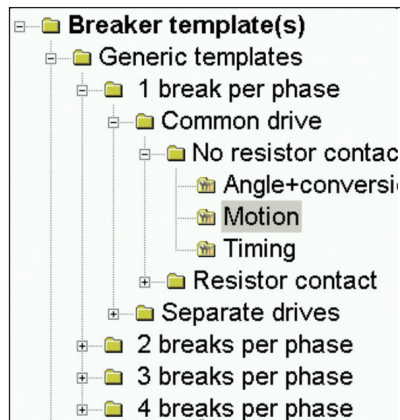 Breaker template(s)
Generic templates
1 break per phase
Common drive
No resistor contac
Angle+conversi
Motion
Timing
Resistor contact
Separate drives
2 breaks per phase
3 breaks per phase
4 breaks per phase